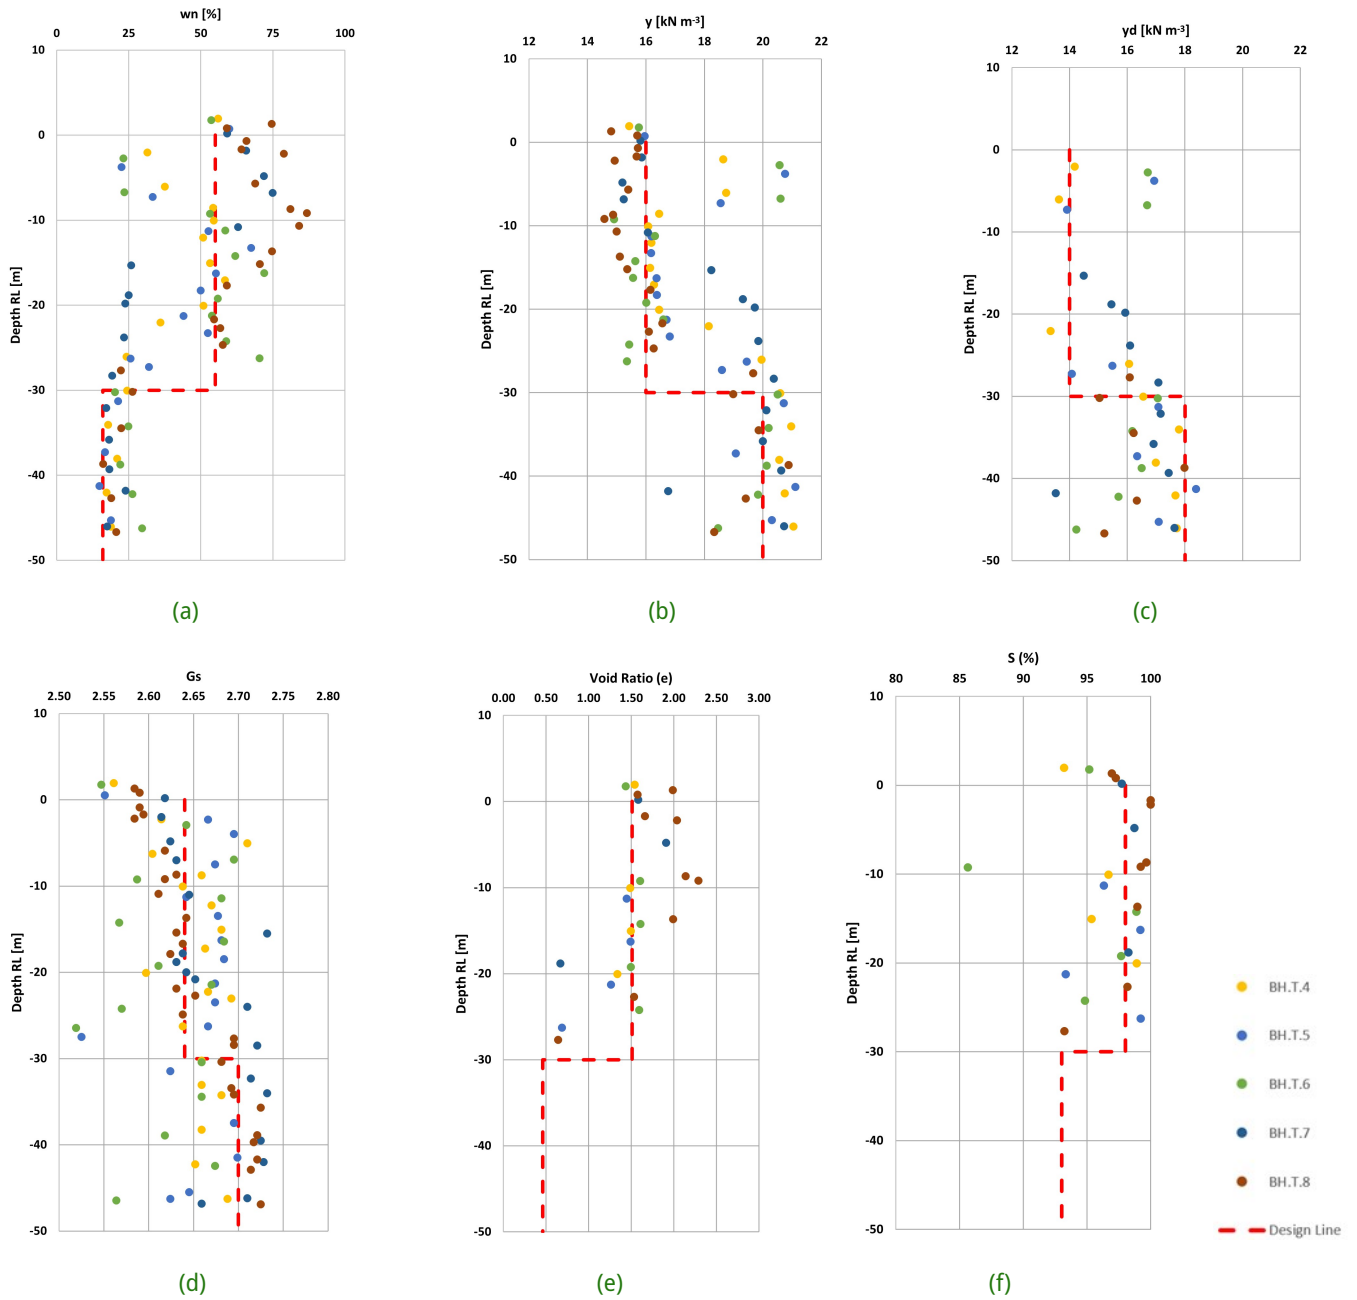 wn [%]
0 25 50 75 100
10
0
-10
-20
-30
-40
-50
Depth RL [m]
(a)
y [kN m-3]
12 14 16 18 20 22
10
0
-10
-20
-30
-40
-50
Depth RL [m]
(b)
yd [kN m-3]
12 14 16 18 20 22
10
0
-10
-20
-30
-40
-50
Depth RL [m]
(c)
Gs
2.50 2.55 2.60 2.65 2.70 2.75 2.80
10
0
-10
-20
-30
-40
-50
Depth RL [m]
(d)
Void Ratio (e)
0.00 0.50 1.00 1.50 2.00 2.50 3.00
10
0
-10
-20
-30
-40
-50
Depth RL [m]
(e)
S (%)
80 85 90 95 100
10
0
-10
-20
-30
-40
-50
Depth RL [m]
(f)
BH.T.4
BH.T.5
BH.T.6
BH.T.7
BH.T.8
Design Line